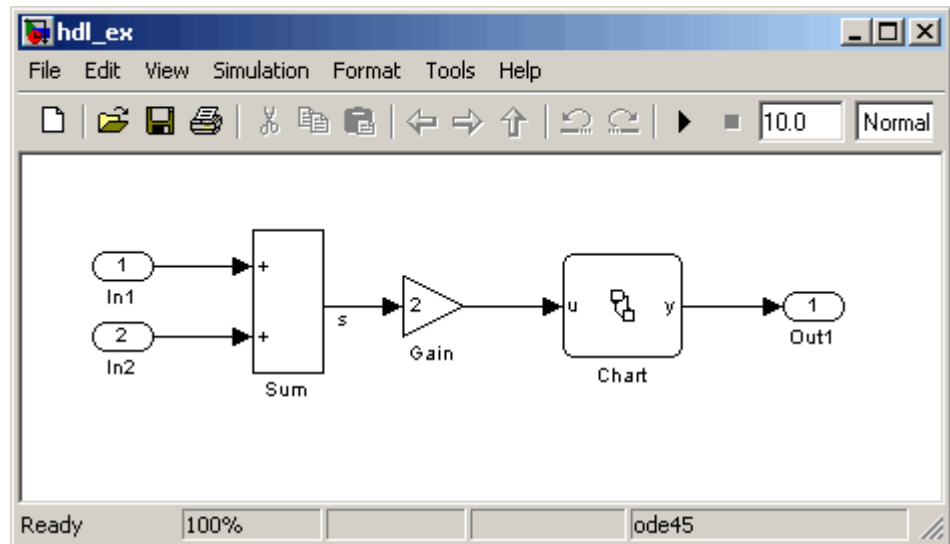 hdl_ex
File Edit View Simulation Format Tools Help
10.0 Normal
1
In1
2
In2
+
+
Sum
s
2
Gain
u y
Chart
1
Out1
Ready 100% ode45